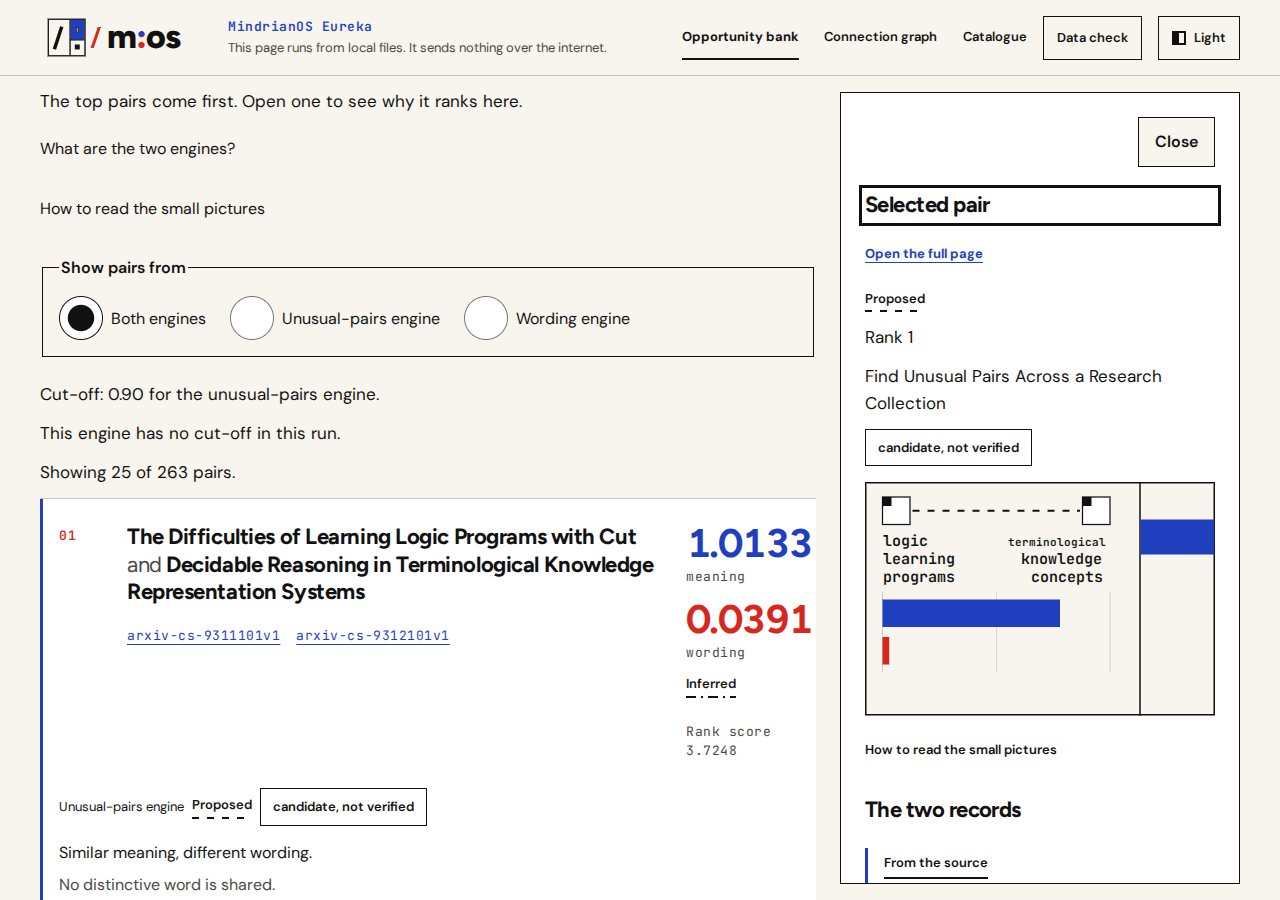 m:os
MindrianOS Eureka
This page runs from local files. It sends nothing over the internet.
Opportunity bank
Connection graph
Catalogue
Data check
Light
The top pairs come first. Open one to see why it ranks here.
What are the two engines?
How to read the small pictures
Show pairs from
Both engines
Unusual-pairs engine
Wording engine
Cut-off: 0.90 for the unusual-pairs engine.
This engine has no cut-off in this run.
Showing 25 of 263 pairs.
01
The Difficulties of Learning Logic Programs with Cut
and Decidable Reasoning in Terminological Knowledge
Representation Systems
arxiv-cs-9311101v1 arxiv-cs-9312101v1
1.0133
meaning
0.0391
wording
Inferred
Rank score
3.7248
Unusual-pairs engine Proposed candidate, not verified
Similar meaning, different wording.
No distinctive word is shared.
Close
Selected pair
Open the full page
Proposed
Rank 1
Find Unusual Pairs Across a Research
Collection
candidate, not verified
logic
learning
programs
terminological
knowledge
concepts
How to read the small pictures
The two records
From the source